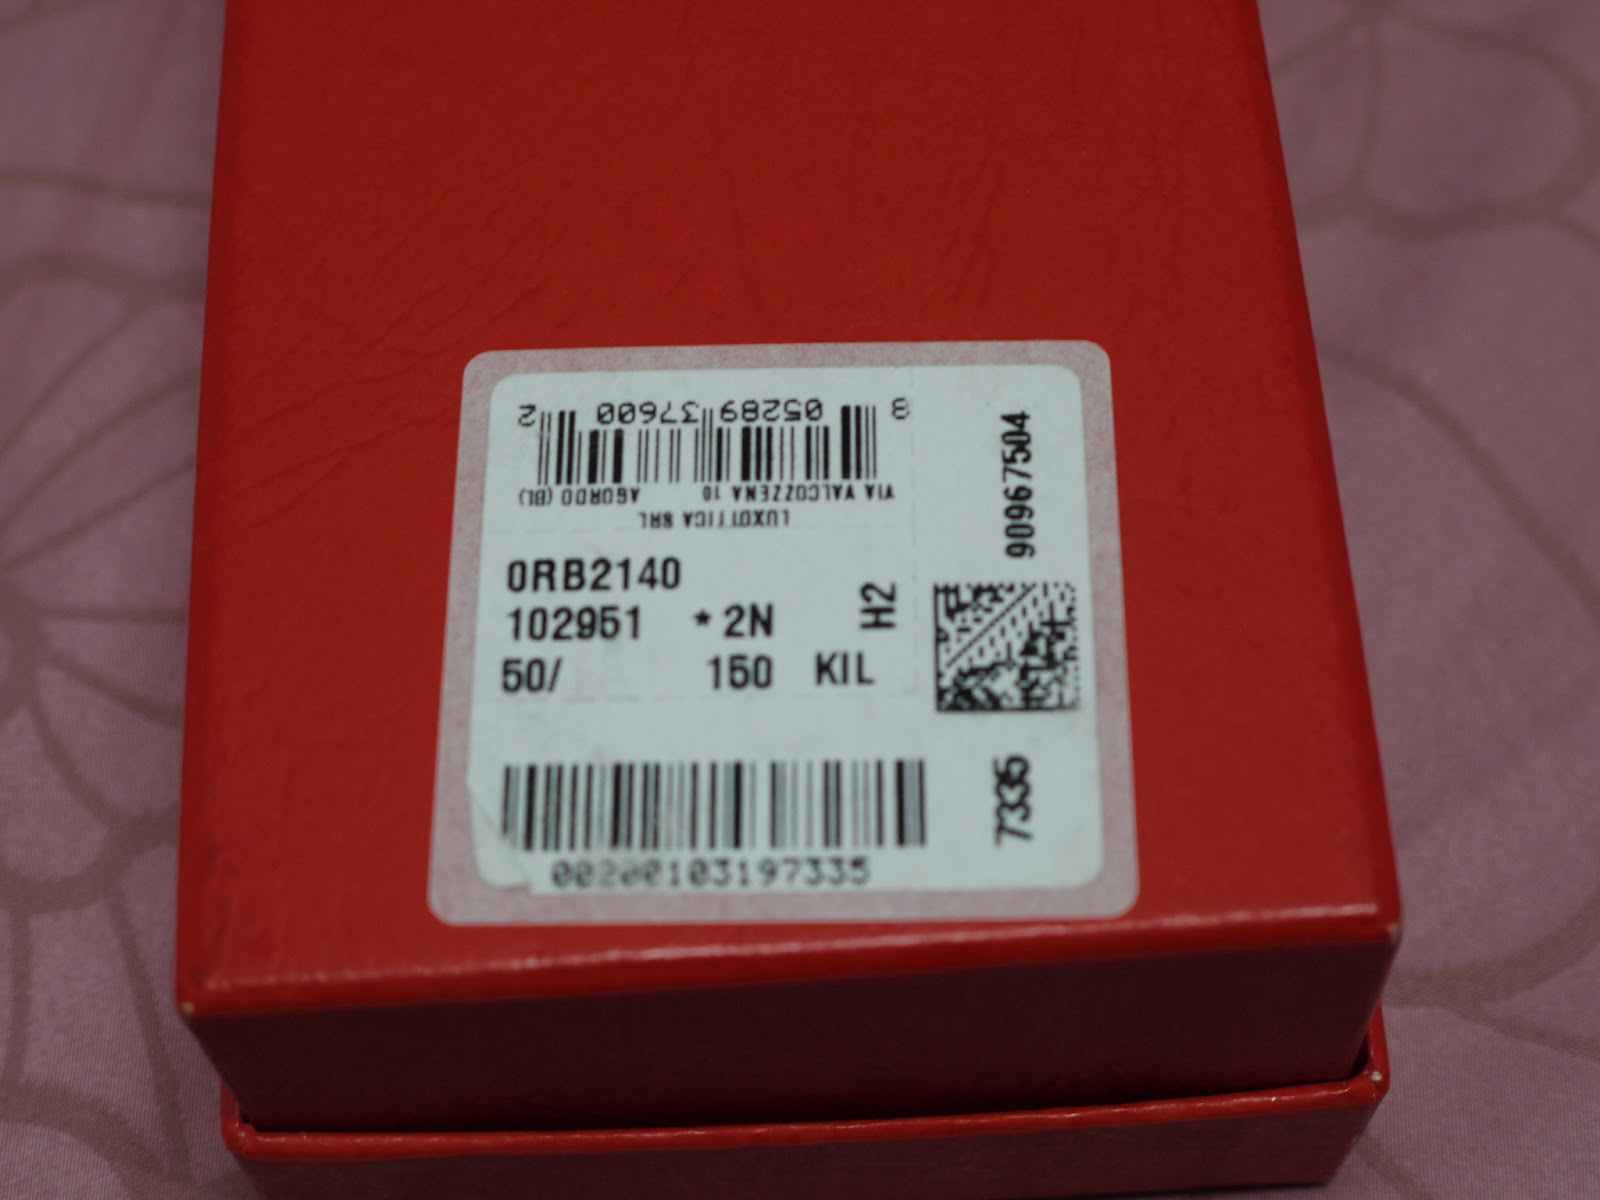 LUXOTTICA SRL
VIA VALCOZZENA 10 AGORDO (BL)
8 05289 37600 2
0RB2140
102951 * 2N
50/ 150 KIL
H2
90967504
7335
00200103197335